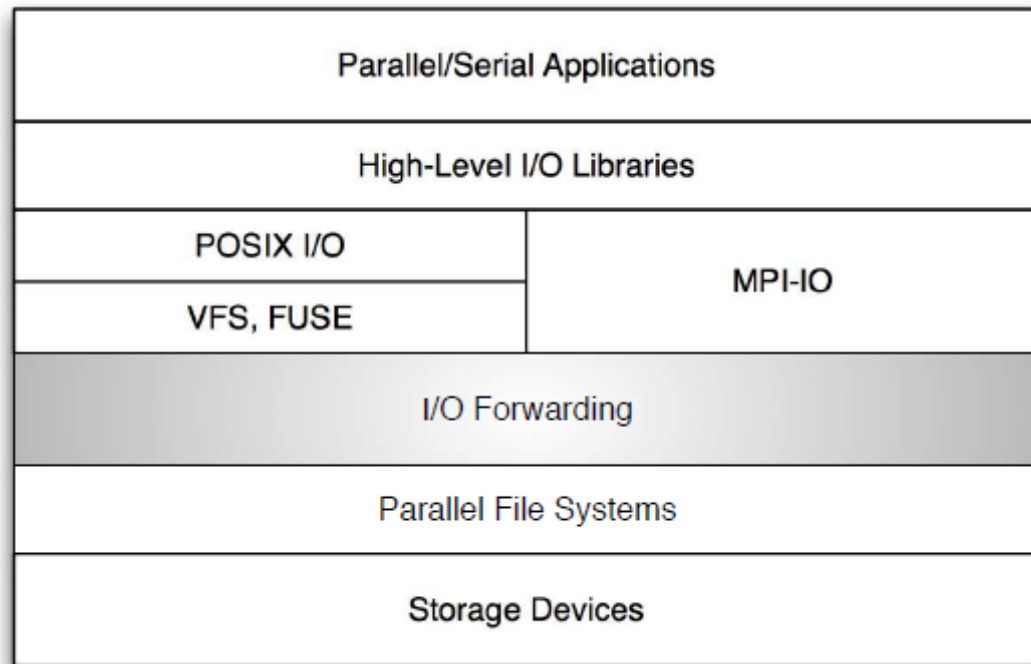 Parallel/Serial Applications
High-Level I/O Libraries
POSIX I/O
VFS, FUSE
MPI-IO
I/O Forwarding
Parallel File Systems
Storage Devices